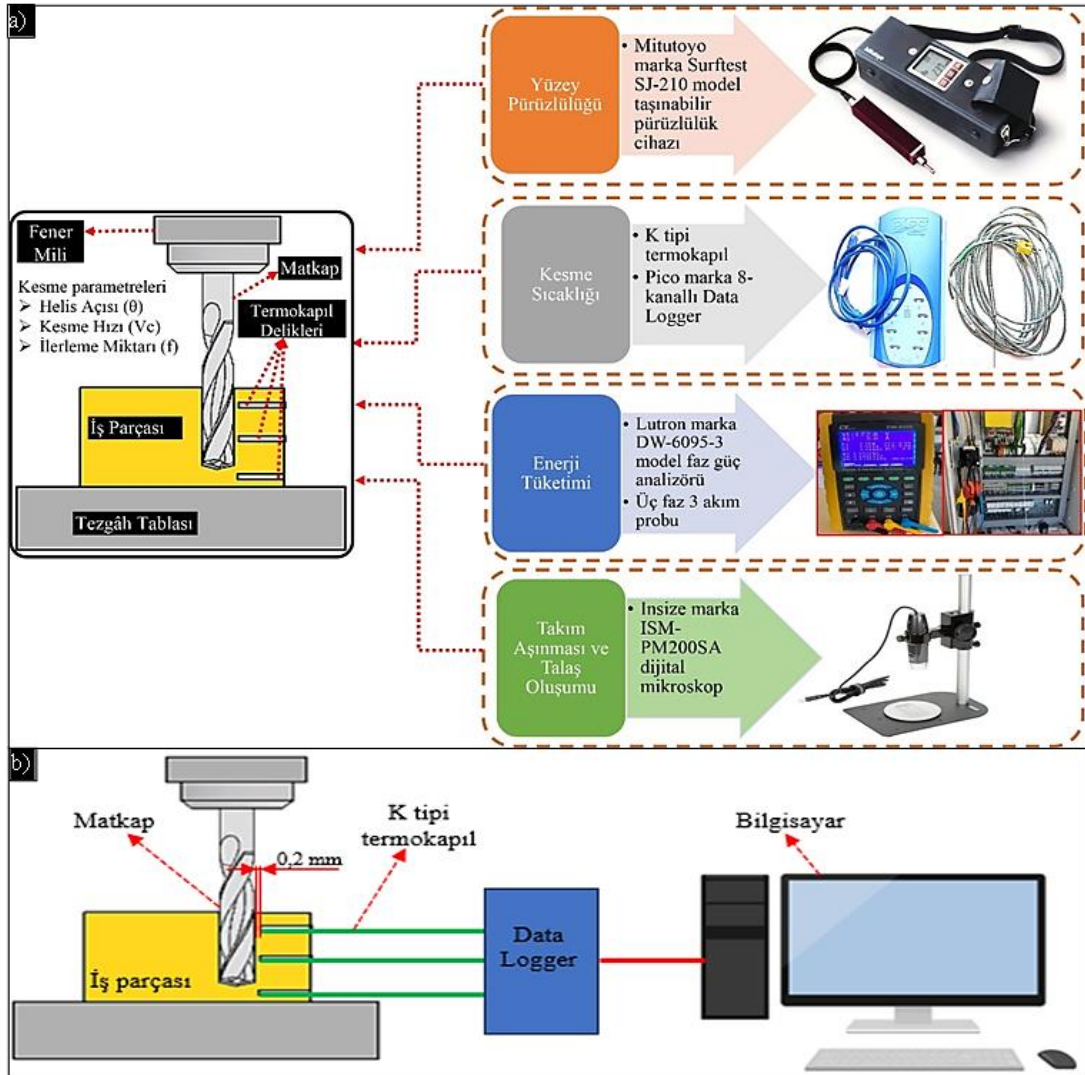 a)
Yüzey
Pürüzlülüğü
• Mitutoyo
marka Surftest
SJ-210 model
taşınabilir
pürüzlülük
cihazı
Mitutoyo
Fener
Mili
Matkap
Kesme parametreleri
➢ Helis Açısı (θ)
➢ Kesme Hızı (Vc)
➢ İlerleme Miktarı (f)
Termokapıl
Delikleri
İş Parçası
Tezgâh Tablası
Kesme
Sıcaklığı
• K tipi
termokapıl
• Pico marka 8-
kanallı Data
Logger
Enerji
Tüketimi
• Lutron marka
DW-6095-3
model faz güç
analizörü
• Üç faz 3 akım
probu
Takım
Aşınması ve
Talaş
Oluşumu
• Insize marka
ISM-
PM200SA
dijital
mikroskop
b)
Matkap
K tipi
termokapıl
0,2 mm
Bilgisayar
İş parçası
Data
Logger